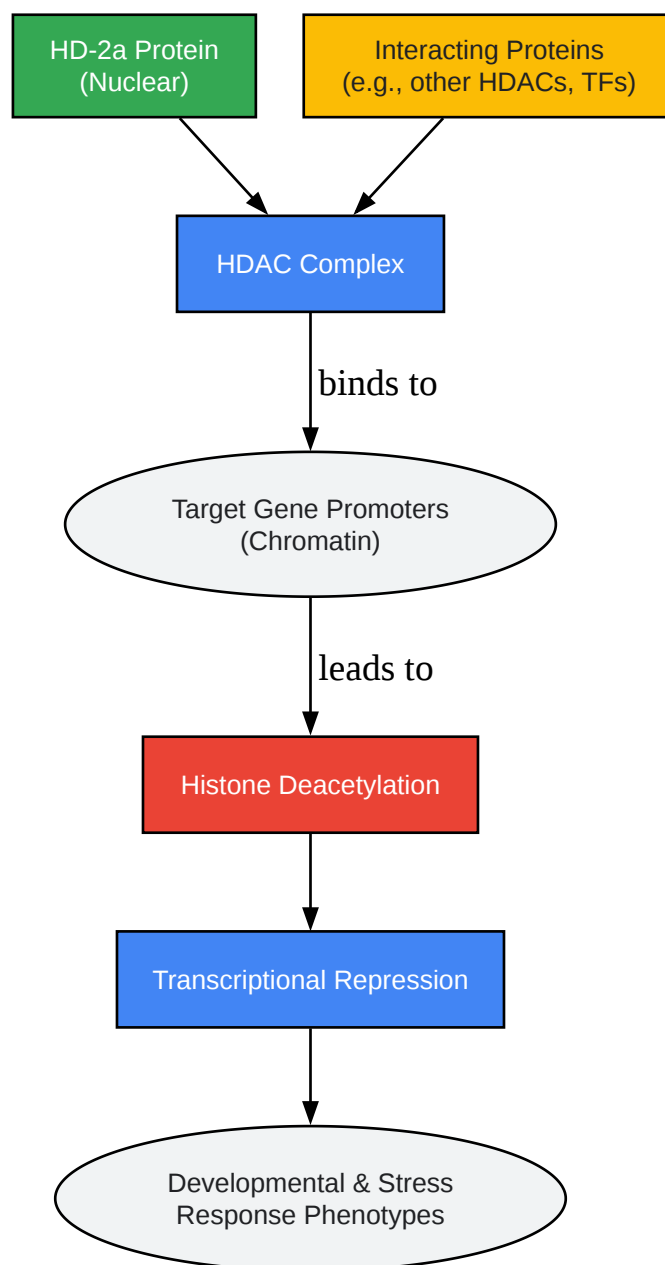 HD-2a Protein
(Nuclear)
Interacting Proteins
(e.g., other HDACs, TFs)
HDAC Complex
binds to
Target Gene Promoters
(Chromatin)
leads to
Histone Deacetylation
Transcriptional Repression
Developmental & Stress
Response Phenotypes